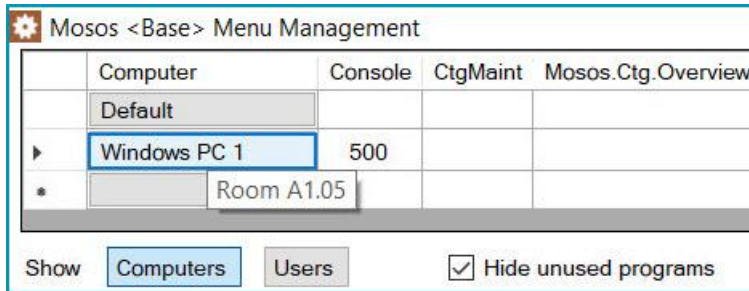 Mosos <Base> Menu Management
Computer Console CtgMaint Mosos.Ctg.Overview
Default
Windows PC 1 500
Room A1.05
Show Computers Users Hide unused programs